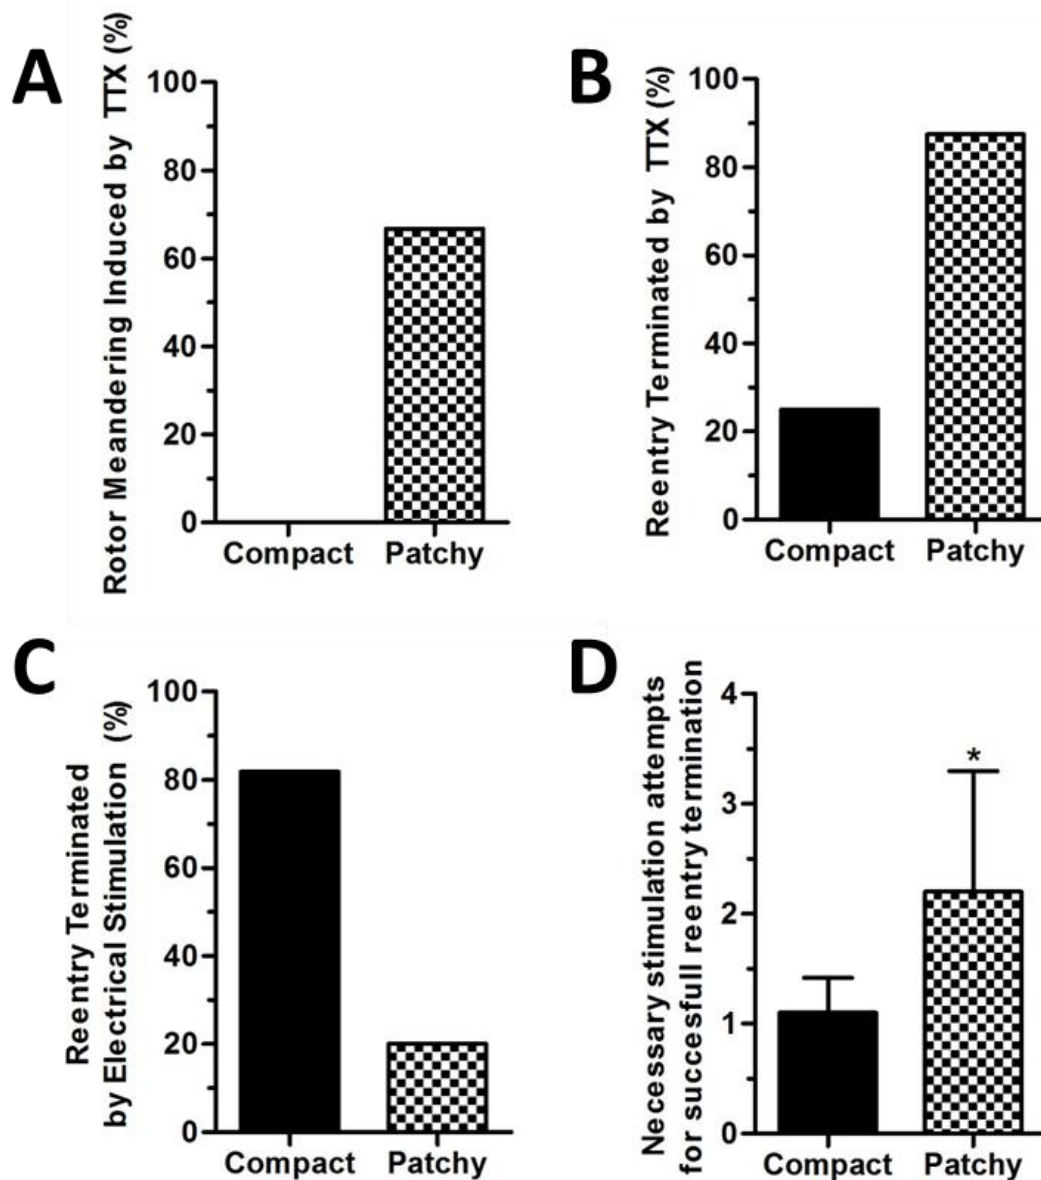 A
Rotor Meandering Induced by TTX (%)
100
80
60
40
20
0
Compact Patchy
B
Reentry Terminated by TTX (%)
100
80
60
40
20
0
Compact Patchy
C
Reentry Terminated
by Electrical Stimulation (%)
100
80
60
40
20
0
Compact Patchy
D
Necessary stimulation attempts
for succesfull reentry termination
4
3
2
1
0
*
Compact Patchy